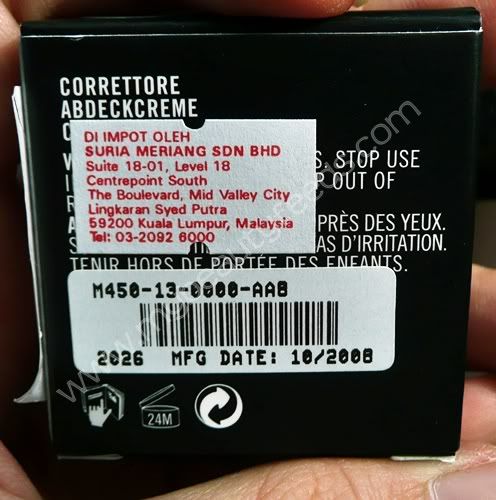 CORRETTORE
ABDECKCREME
C
DI IMPOT OLEH
SURIA MERIANG SDN BHD
Suite 18-01, Level 18
Centrepoint South
The Boulevard, Mid Valley City
Lingkaran Syed Putra
59200 Kuala Lumpur, Malaysia
Tel: 03-2092 6000
W S. STOP USE
I P OUT OF
R
A PRÈS DES YEUX.
S AS D'IRRITATION.
TENIR HORS DE PORTÉE DES ENFANTS.
M450-13-0000-AA8
2026 MFG DATE: 10/2008
24M